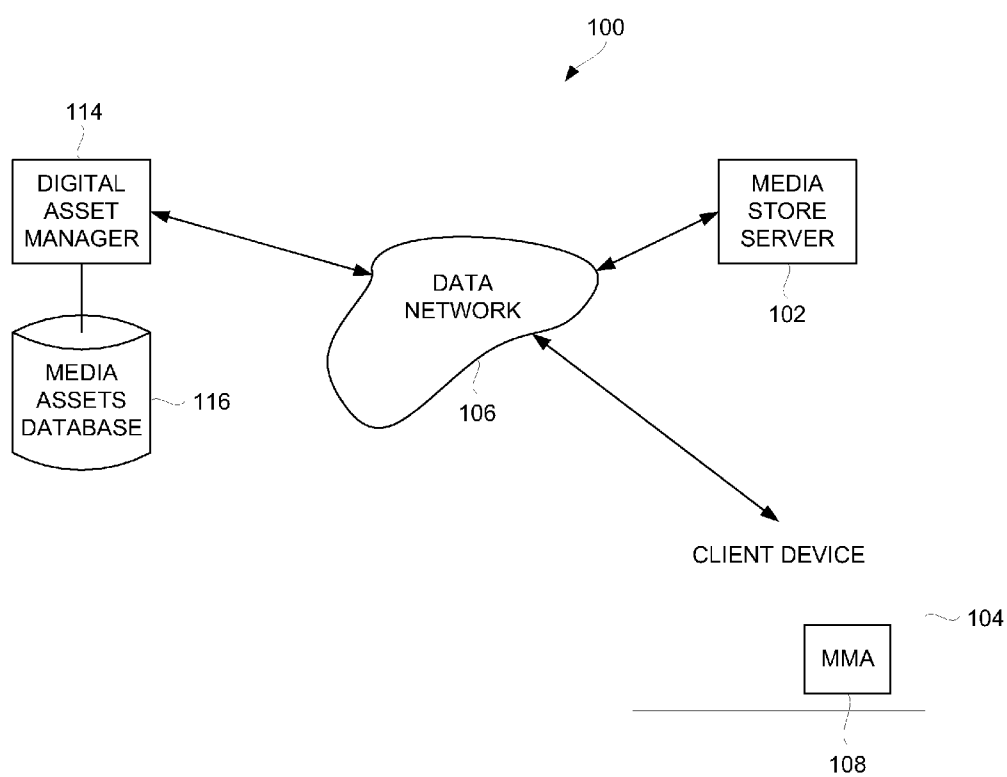 100
114
DIGITAL
ASSET
MANAGER
MEDIA
STORE
SERVER
102
DATA
NETWORK
106
MEDIA
ASSETS
DATABASE
116
CLIENT DEVICE
104
MMA
108